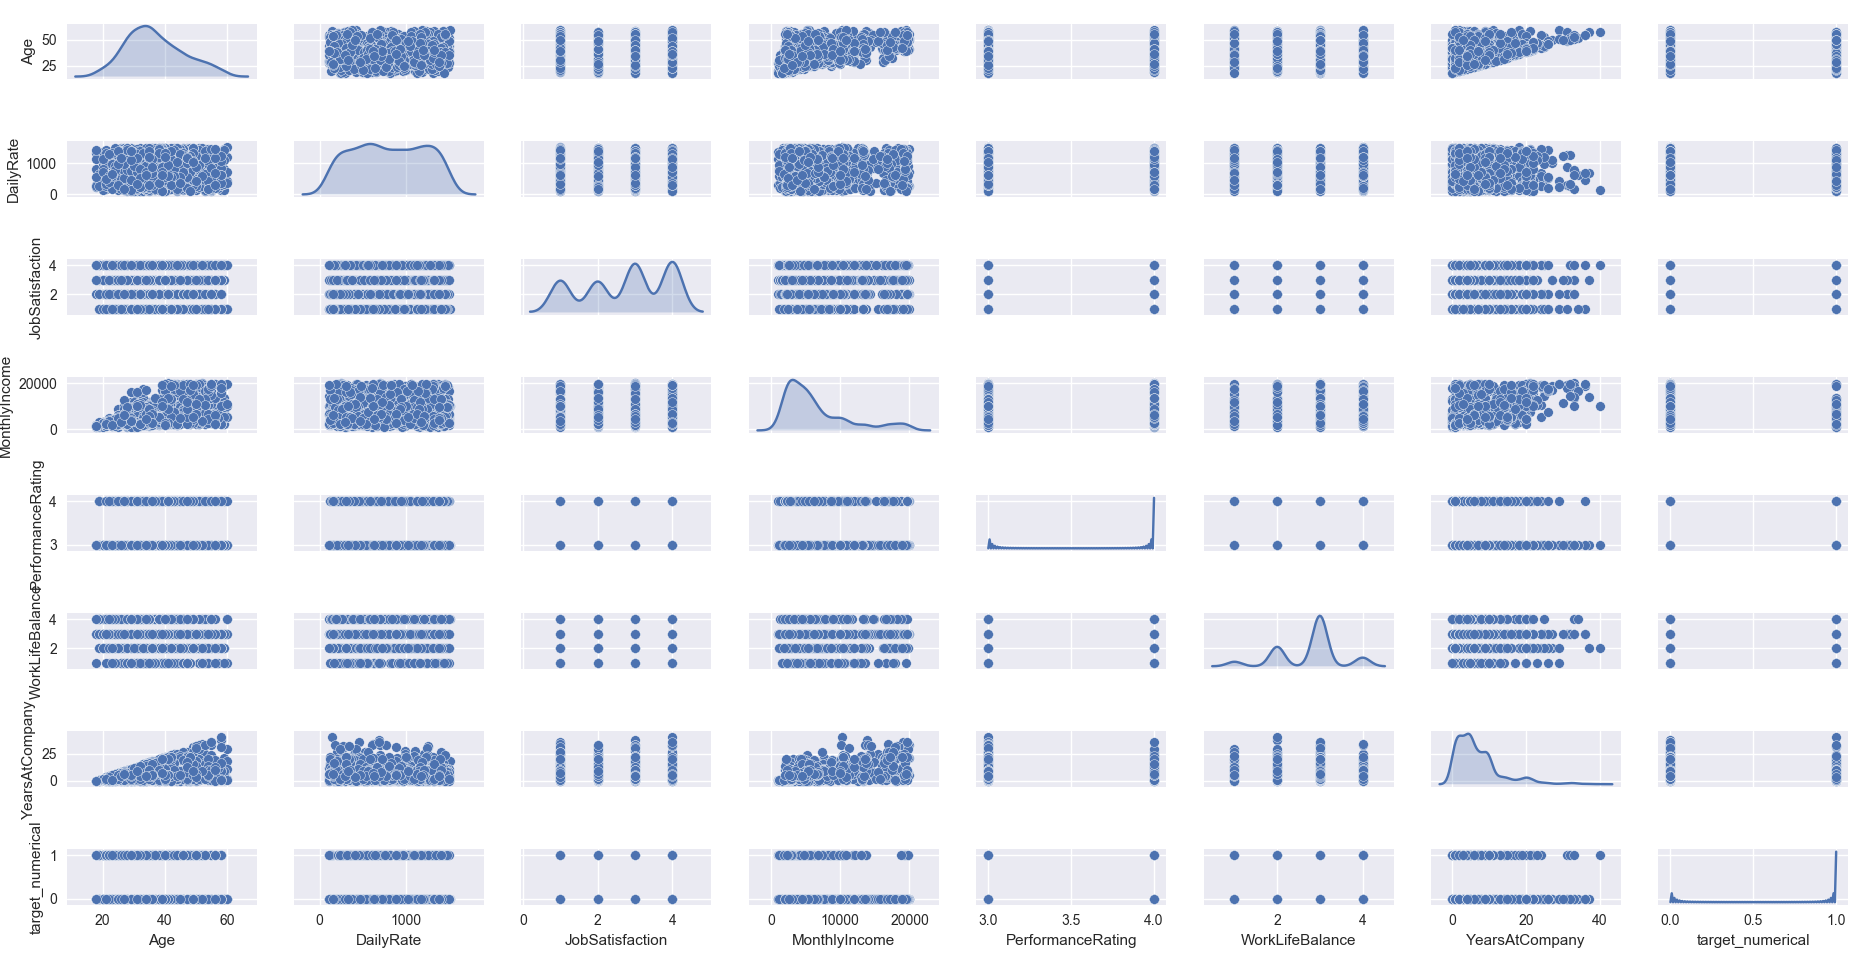 Age
50
25
DailyRate
1000
0
JobSatisfaction
4
2
MonthlyIncome
20000
0
PerformanceRating
4
3
WorkLifeBalance
4
2
YearsAtCompany
25
0
target_numerical
1
0
20 40 60
0 1000
0 2 4
0 10000 20000
3.0 3.5 4.0
2 4
0 20 40
0.0 0.5 1.0
Age DailyRate JobSatisfaction MonthlyIncome PerformanceRating WorkLifeBalance YearsAtCompany target_numerical